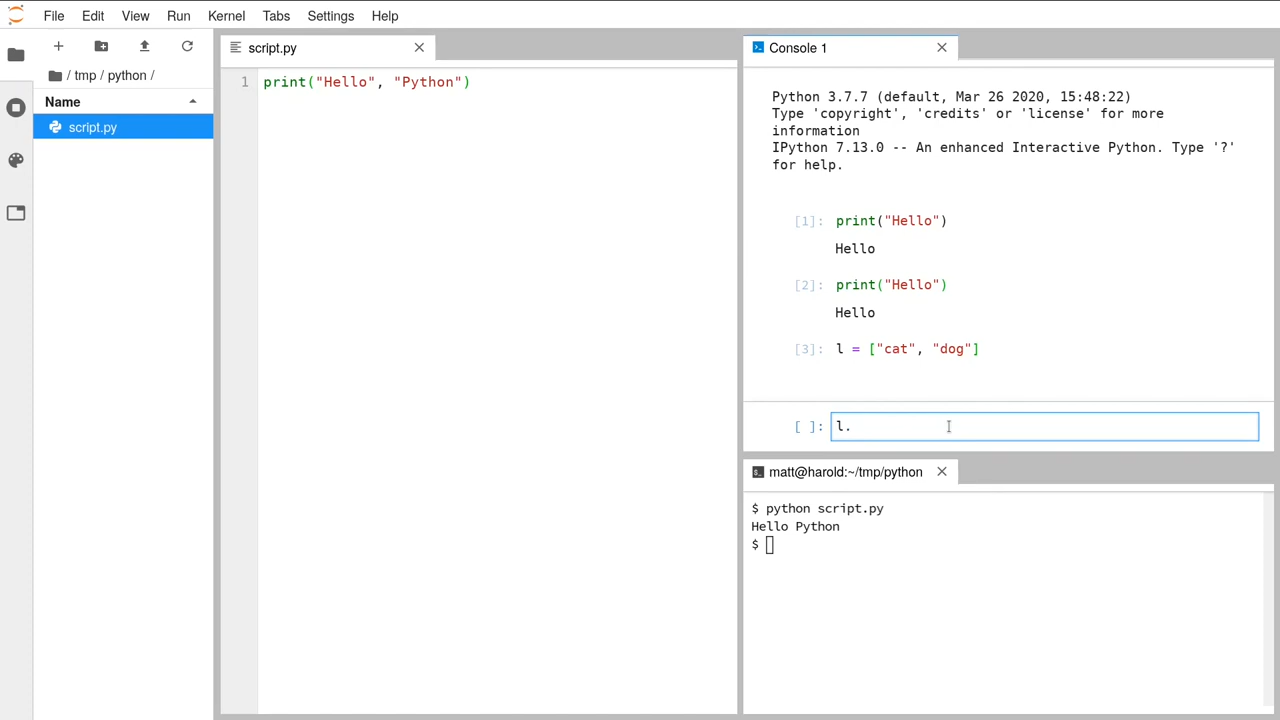 File Edit View Run Kernel Tabs Settings Help
/ tmp / python /
Name
script.py
script.py
1 print("Hello", "Python")
Console 1
Python 3.7.7 (default, Mar 26 2020, 15:48:22)
Type 'copyright', 'credits' or 'license' for more
information
IPython 7.13.0 -- An enhanced Interactive Python. Type '?'
for help.
[1]: print("Hello")
Hello
[2]: print("Hello")
Hello
[3]: l = ["cat", "dog"]
[ ]: l.
matt@harold:~/tmp/python
$ python script.py
Hello Python
$